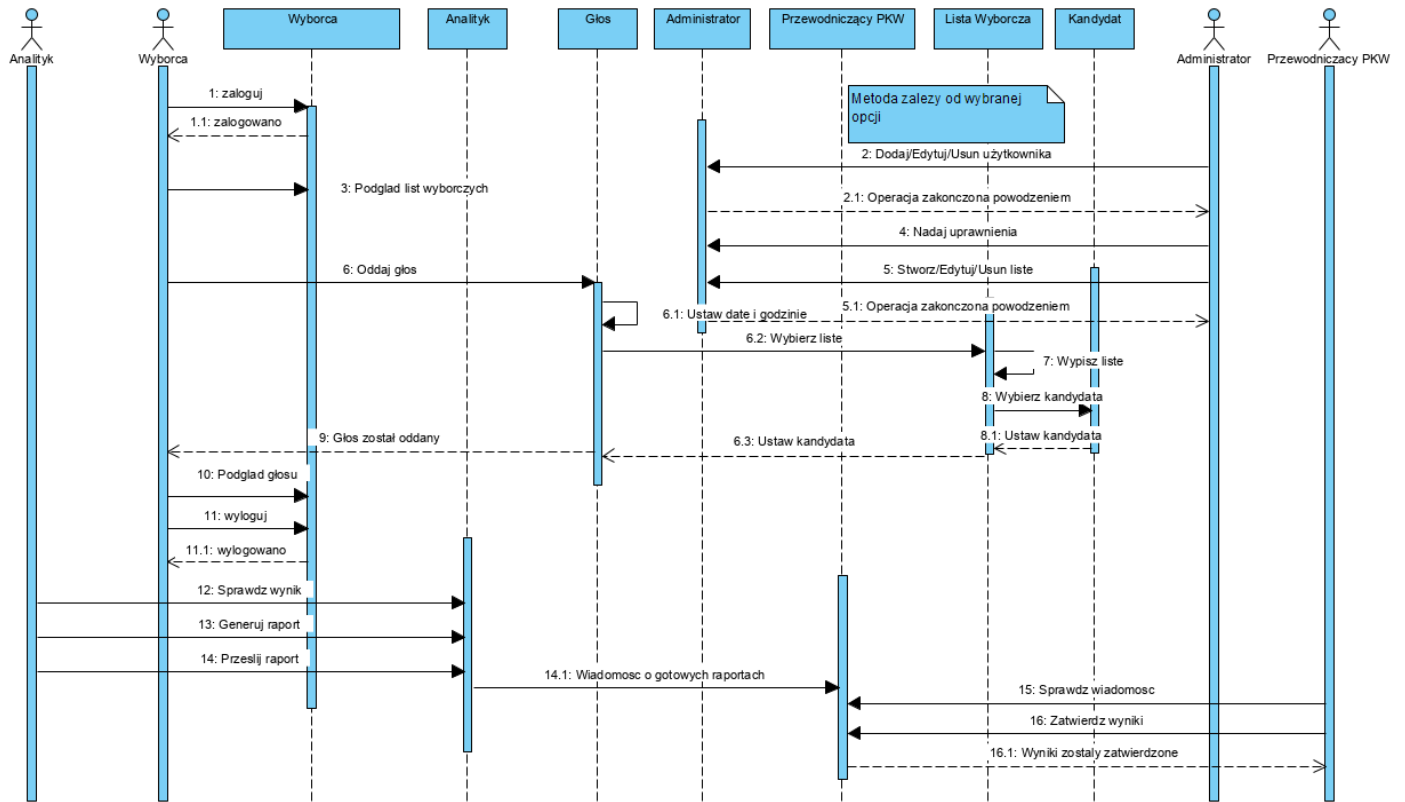 Wyborca
Analityk
Głos
Administrator
Przewodniczący PKW
Lista Wyborcza
Kandydat
Analityk
Wyborca
Administrator
Przewodniczacy PKW
Metoda zalezy od wybranej
opcji
1: zaloguj
1.1: zalogowano
2: Dodaj/Edytuj/Usun użytkownika
3: Podglad list wyborczych
2.1: Operacja zakonczona powodzeniem
4: Nadaj uprawnienia
6: Oddaj głos
5: Stworz/Edytuj/Usun liste
5.1: Operacja zakonczona powodzeniem
6.1: Ustaw date i godzinie
6.2: Wybierz liste
7: Wypisz liste
8: Wybierz kandydata
9: Głos został oddany
6.3: Ustaw kandydata
8.1: Ustaw kandydata
10: Podglad głosu
11: wyloguj
11.1: wylogowano
12: Sprawdz wynik
13: Generuj raport
14: Przeslij raport
14.1: Wiadomosc o gotowych raportach
15: Sprawdz wiadomosc
16: Zatwierdz wyniki
16.1: Wyniki zostaly zatwierdzone